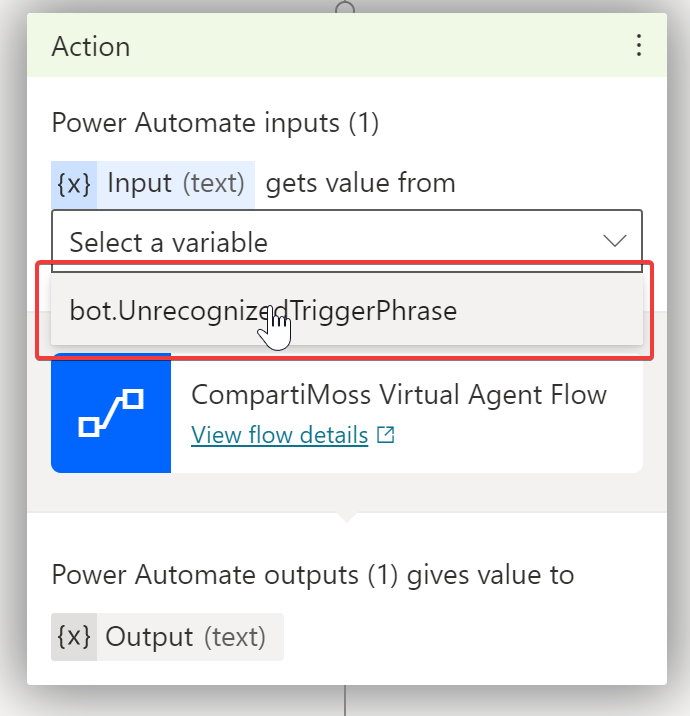 Action
Power Automate inputs (1)
{x} Input (text) gets value from
Select a variable
bot.UnrecognizedTriggerPhrase
CompartiMoss Virtual Agent Flow
View flow details
Power Automate outputs (1) gives value to
{x} Output (text)